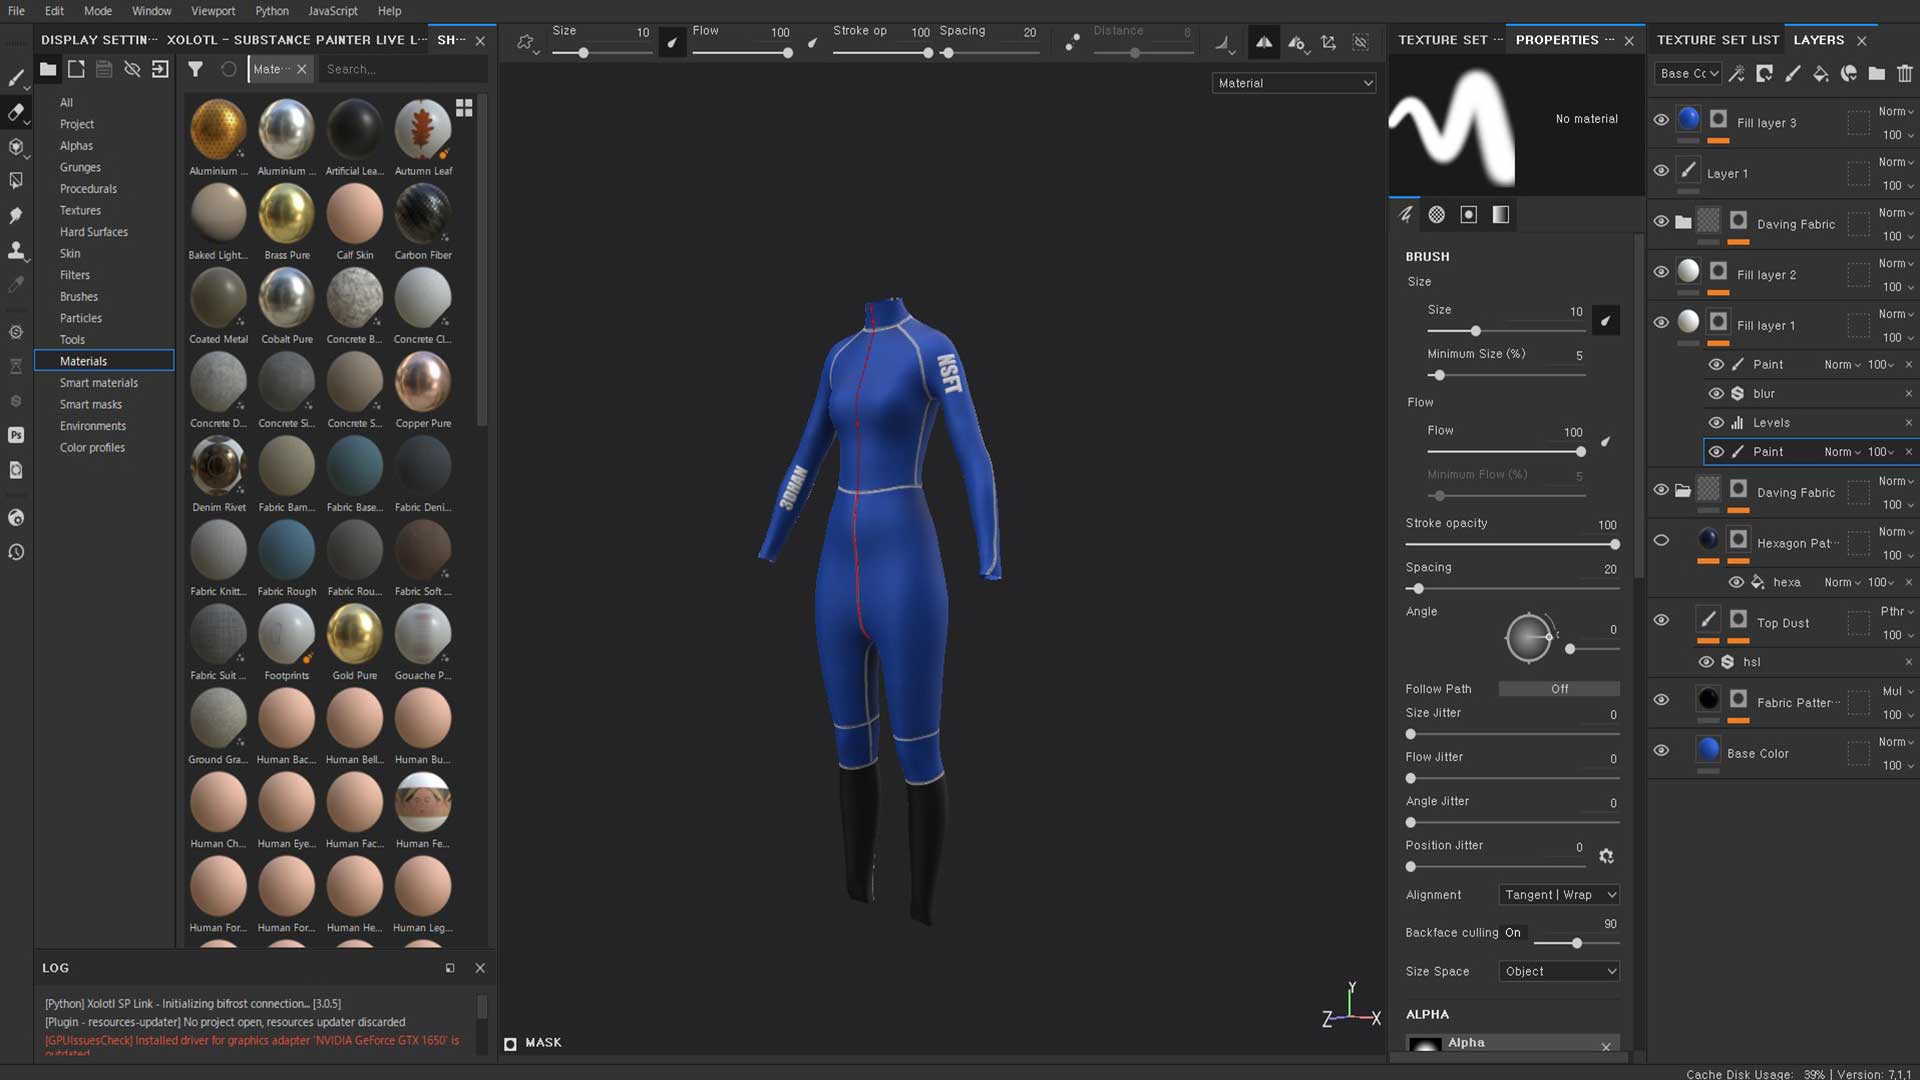 File Edit Mode Window Viewport Python JavaScript Help
DISPLAY SETTIN··· XOLOTL - SUBSTANCE PAINTER LIVE L··· SH···
Size 10 Flow 100 Stroke op 100 Spacing 20 Distance 8
TEXTURE SET ··· PROPERTIES ···
TEXTURE SET LIST LAYERS
Mate··· Search...
Material
Base Cc
All
Project
Alphas
Grunges
Procedurals
Textures
Hard Surfaces
Skin
Filters
Brushes
Particles
Tools
Materials
Smart materials
Smart masks
Environments
Color profiles
Ps
Aluminium ... Aluminium ... Artificial Lea... Autumn Leaf
Baked Light... Brass Pure Calf Skin Carbon Fiber
Coated Metal Cobalt Pure Concrete B... Concrete Cl...
Concrete D... Concrete Si... Concrete S... Copper Pure
Denim Rivet Fabric Bam... Fabric Base... Fabric Deni...
Fabric Knitt... Fabric Rough Fabric Rou... Fabric Soft ...
Fabric Suit ... Footprints Gold Pure Gouache P...
Ground Gra... Human Bac... Human Bell... Human Bu...
Human Ch... Human Eye... Human Fac... Human Fe...
Human For... Human For... Human He... Human Leg...
LOG
[Python] Xolotl SP Link - Initializing bifrost connection... [3.0.5]
[Plugin - resources-updater] No project open, resources updater discarded
[GPUIssuesCheck] Installed driver for graphics adapter 'NVIDIA GeForce GTX 1650' is
outdated
NSFT
Y
Z X
MASK
No material
BRUSH
Size
Size 10
Minimum Size (%) 5
Flow
Flow 100
Minimum Flow (%) 5
Stroke opacity 100
Spacing 20
Angle 0
Follow Path Off
Size Jitter 0
Flow Jitter 0
Angle Jitter 0
Position Jitter 0
Alignment Tangent | Wrap
Backface culling On 90
Size Space Object
ALPHA
Alpha
Fill layer 3 Norm 100
Layer 1 Norm 100
Daving Fabric Norm 100
Fill layer 2 Norm 100
Fill layer 1 Norm 100
Paint Norm 100
blur
Levels
Paint Norm 100
Daving Fabric Norm 100
Hexagon Pat··· Norm 100
hexa Norm 100
Top Dust Pthr 100
hsl
Fabric Patter··· Mul 100
Base Color Norm 100
Cache Disk Usage: 39% | Version: 7,1,1